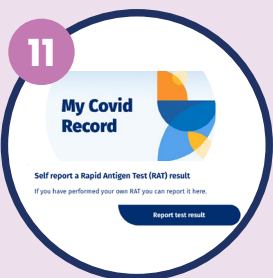 11
My Covid
Record
Self report a Rapid Antigen Test (RAT) result
If you have performed your own RAT you can report it here.
Report test result